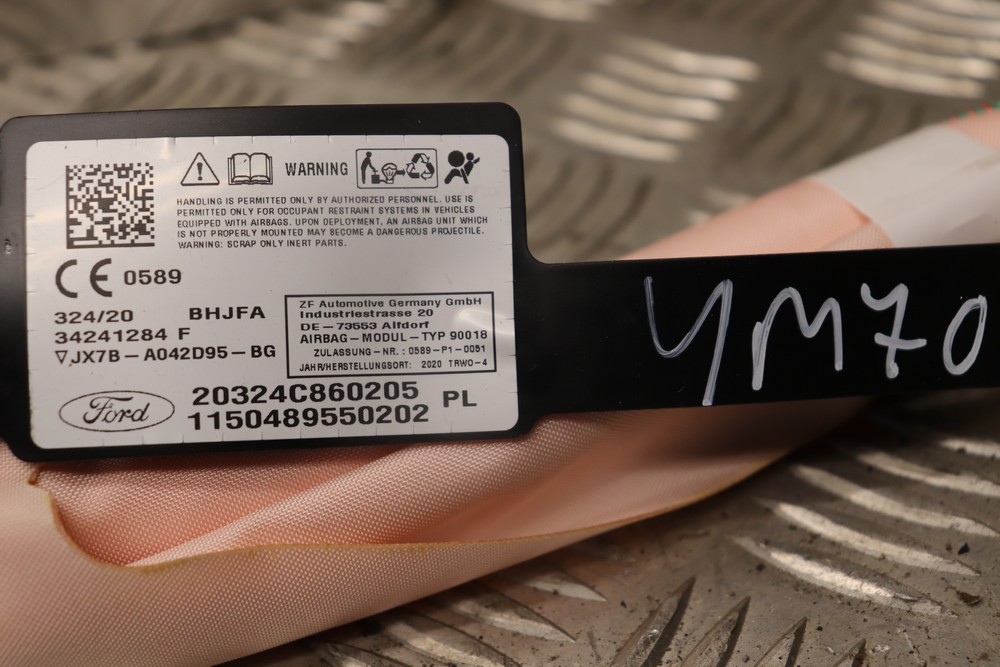 WARNING
HANDLING IS PERMITTED ONLY BY AUTHORIZED PERSONNEL. USE IS
PERMITTED ONLY FOR OCCUPANT RESTRAINT SYSTEMS IN VEHICLES
EQUIPPED WITH AIRBAGS. UPON DEPLOYMENT, AN AIRBAG UNIT WHICH
IS NOT PROPERLY MOUNTED MAY BECOME A DANGEROUS PROJECTILE.
WARNING: SCRAP ONLY INERT PARTS.
CE 0589
324/20 BHJFA
34241284 F
▽JX7B-A042D95-BG
ZF Automotive Germany GmbH
Industriestrasse 20
DE-73553 Alfdorf
AIRBAG-MODUL-TYP 90018
ZULASSUNG-NR.: 0589-P1-0051
JAHR/HERSTELLUNGSORT: 2020 TRWO-4
Ford
20324C860205
1150489550202
PL
YM70